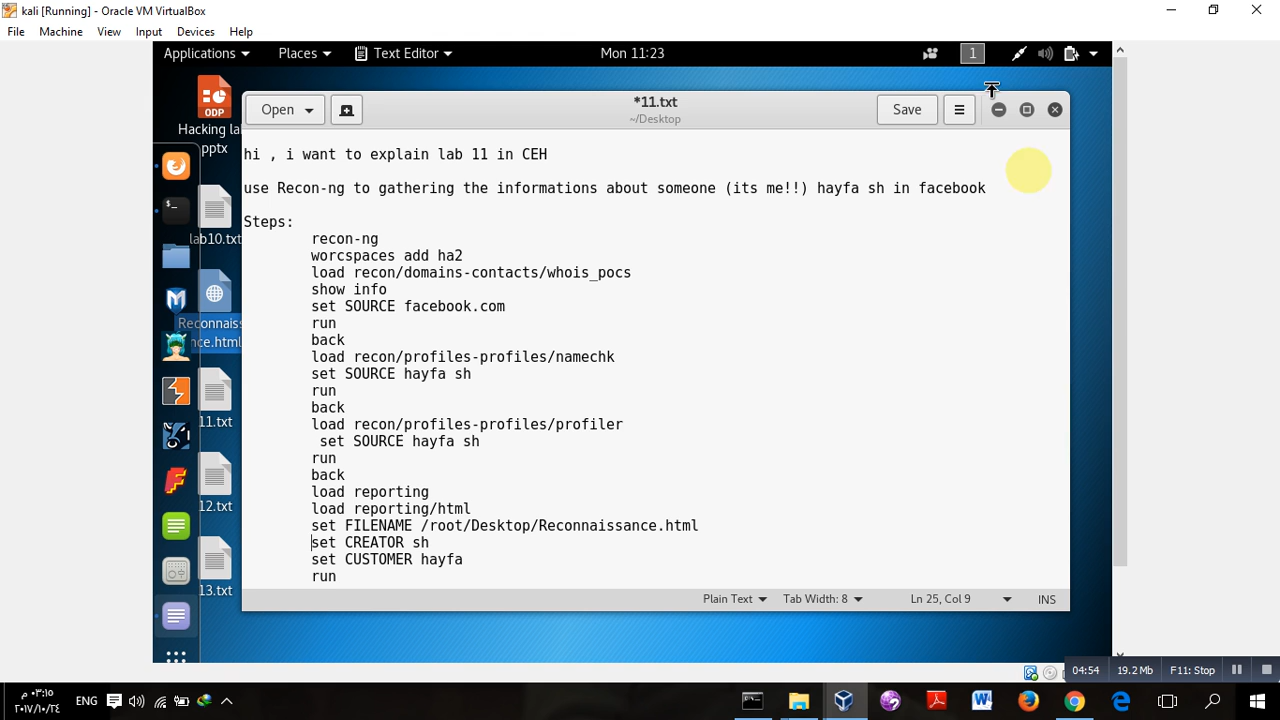 kali [Running] - Oracle VM VirtualBox
File Machine View Input Devices Help
Applications Places Text Editor Mon 11:23 1
ODP
Hacking la
pptx
lab10.txt
Reconnaiss
nce.html
11.txt
12.txt
13.txt
Open *11.txt Save
~/Desktop
hi , i want to explain lab 11 in CEH
use Recon-ng to gathering the informations about someone (its me!!) hayfa sh in facebook
Steps:
recon-ng
worcspaces add ha2
load recon/domains-contacts/whois_pocs
show info
set SOURCE facebook.com
run
back
load recon/profiles-profiles/namechk
set SOURCE hayfa sh
run
back
load recon/profiles-profiles/profiler
set SOURCE hayfa sh
run
back
load reporting
load reporting/html
set FILENAME /root/Desktop/Reconnaissance.html
set CREATOR sh
set CUSTOMER hayfa
run
Plain Text Tab Width: 8 Ln 25, Col 9 INS
04:54 19.2 Mb F11: Stop
ENG
م ٠٣:١٥